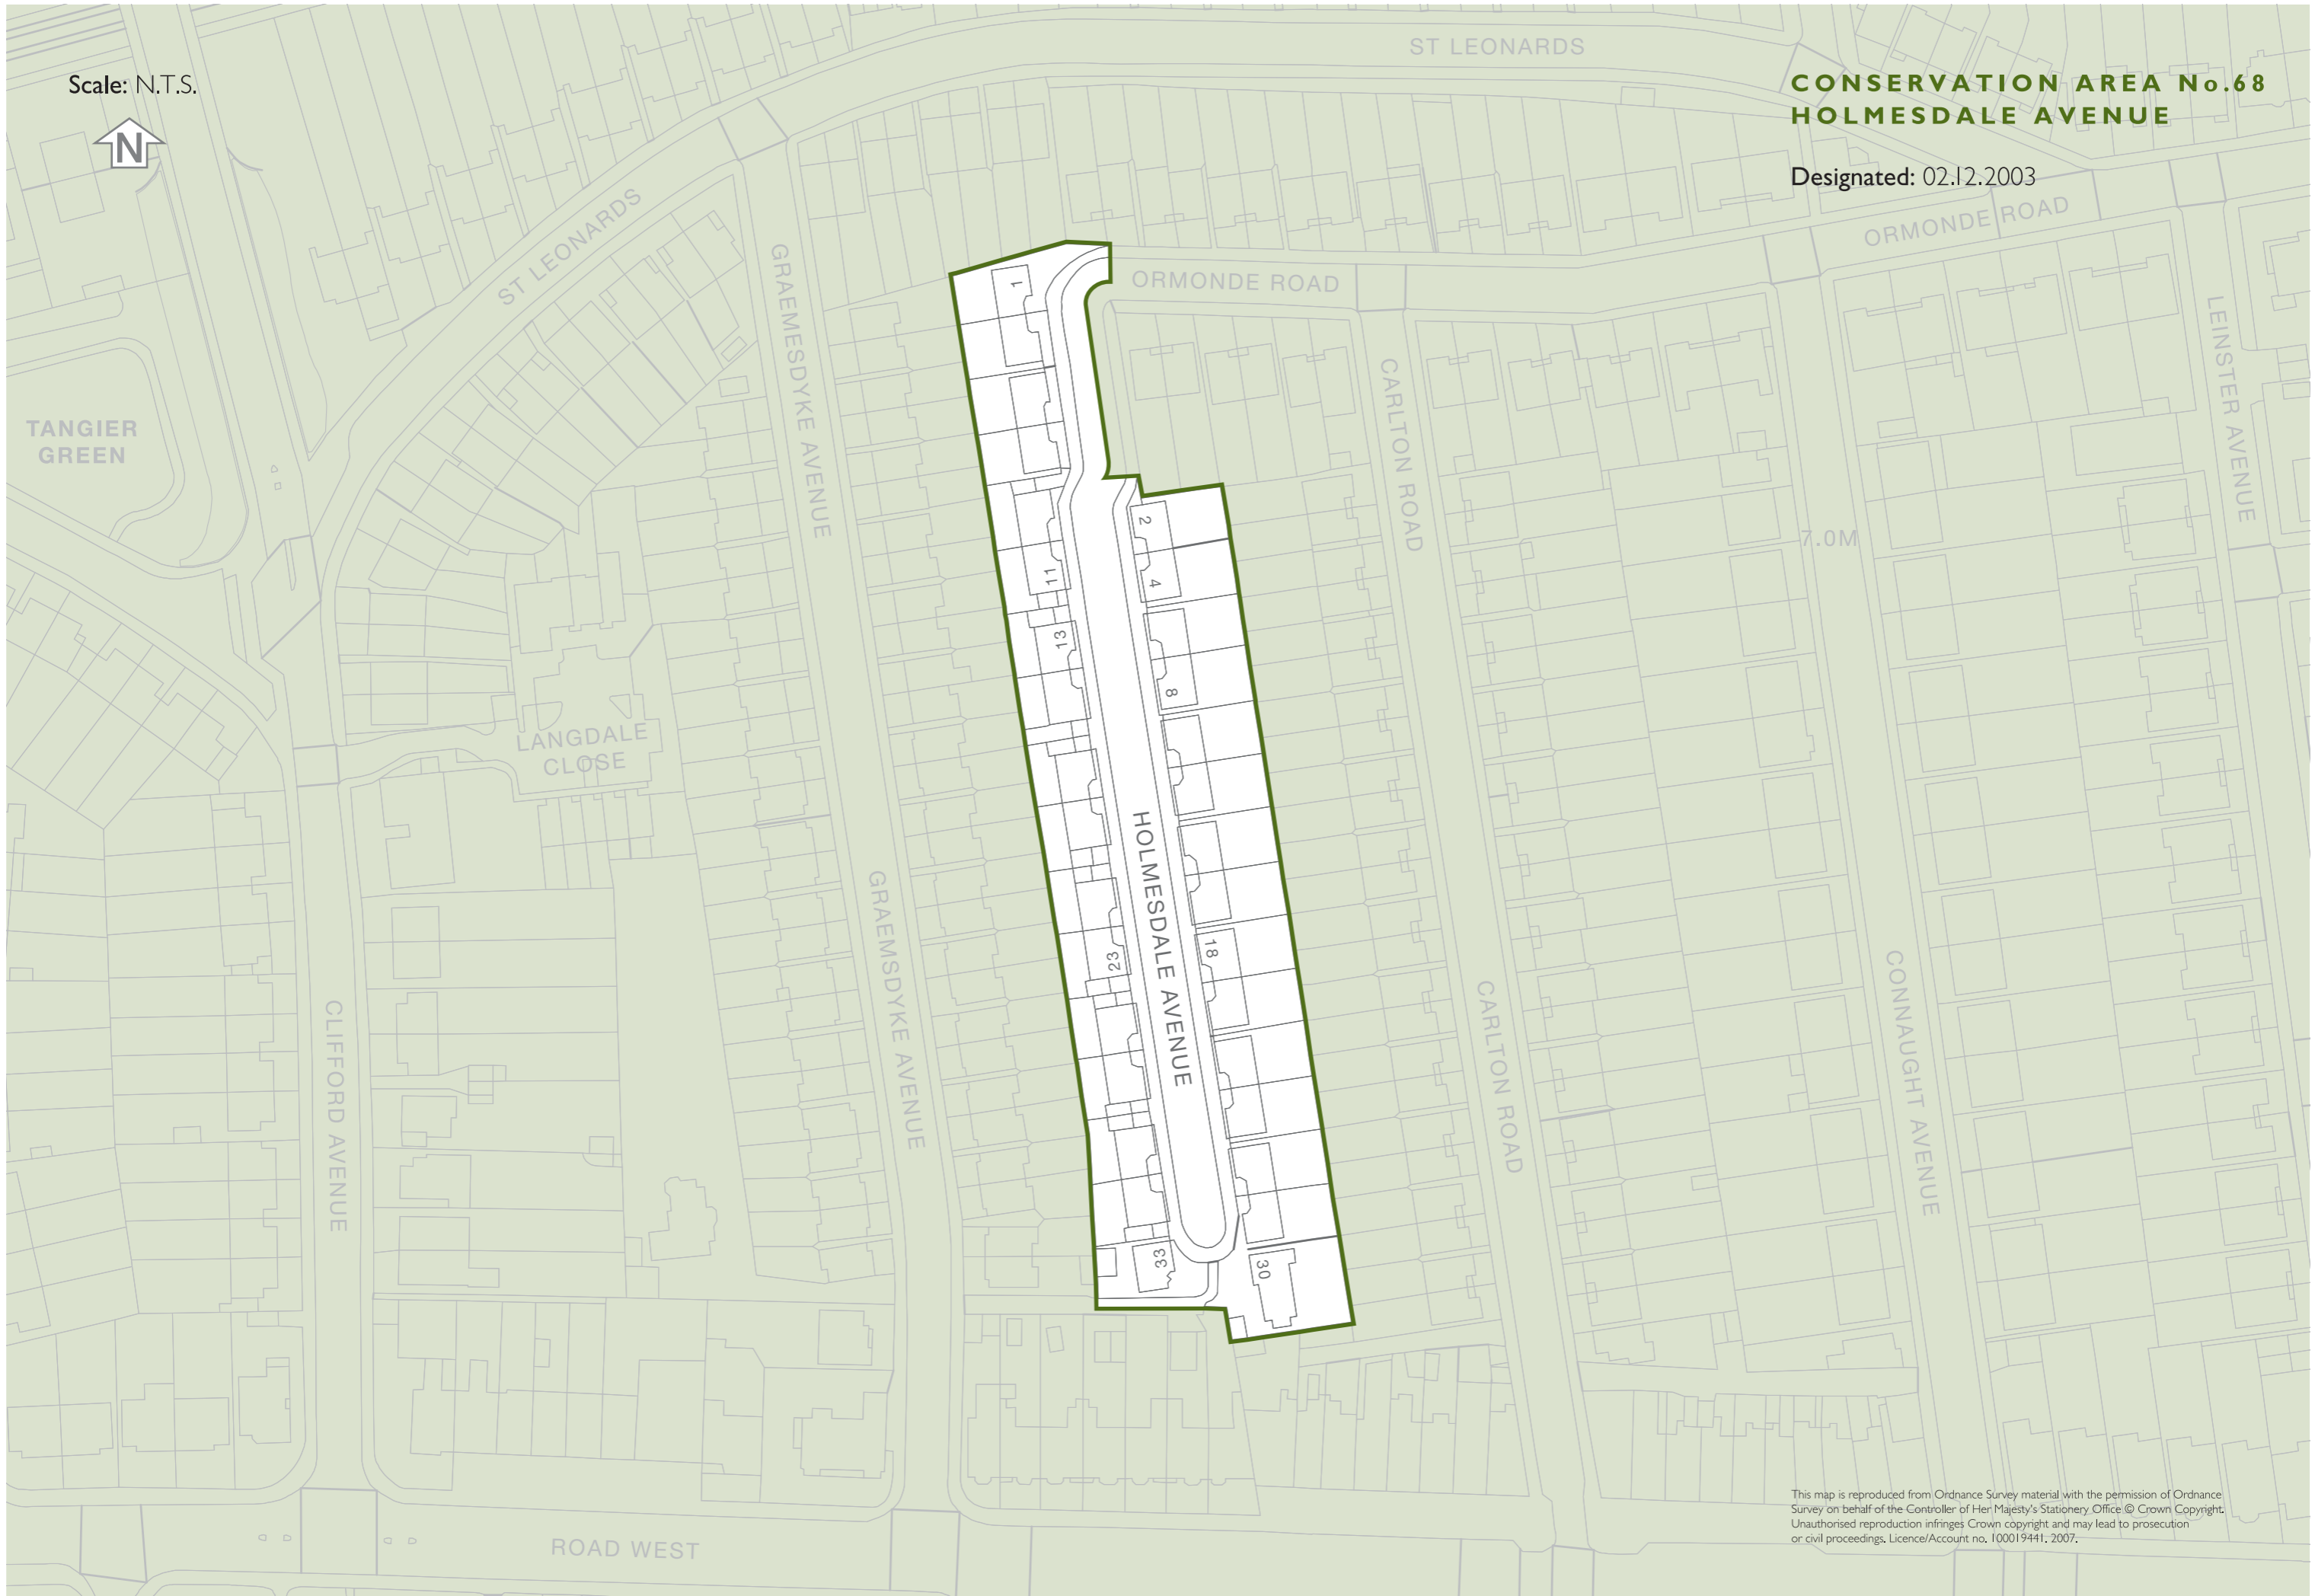 ST LEONARDS
Scale: N.T.S.
N
CONSERVATION AREA No.68
HOLMESDALE AVENUE
Designated: 02.12.2003
ST LEONARDS
ORMONDE ROAD
ORMONDE ROAD
GRAEMESDYKE AVENUE
LEINSTER AVENUE
CARLTON ROAD
TANGIER
GREEN
1
2
4
7.0M
11
13
8
LANGDALE
CLOSE
HOLMESDALE AVENUE
GRAEMSDYKE AVENUE
18
23
CONNAUGHT AVENUE
CARLTON ROAD
CLIFFORD AVENUE
33
30
This map is reproduced from Ordnance Survey material with the permission of Ordnance
Survey on behalf of the Controller of Her Majesty's Stationery Office © Crown Copyright.
Unauthorised reproduction infringes Crown copyright and may lead to prosecution
or civil proceedings. Licence/Account no. 100019441. 2007.
ROAD WEST